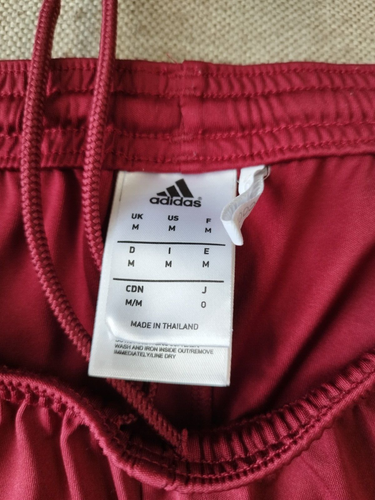 adidas
UK US F
M M M
D I E
M M M
CDN J
M/M O
MADE IN THAILAND
WASH AND IRON INSIDE OUT/REMOVE
IMMEDIATELY/LINE DRY